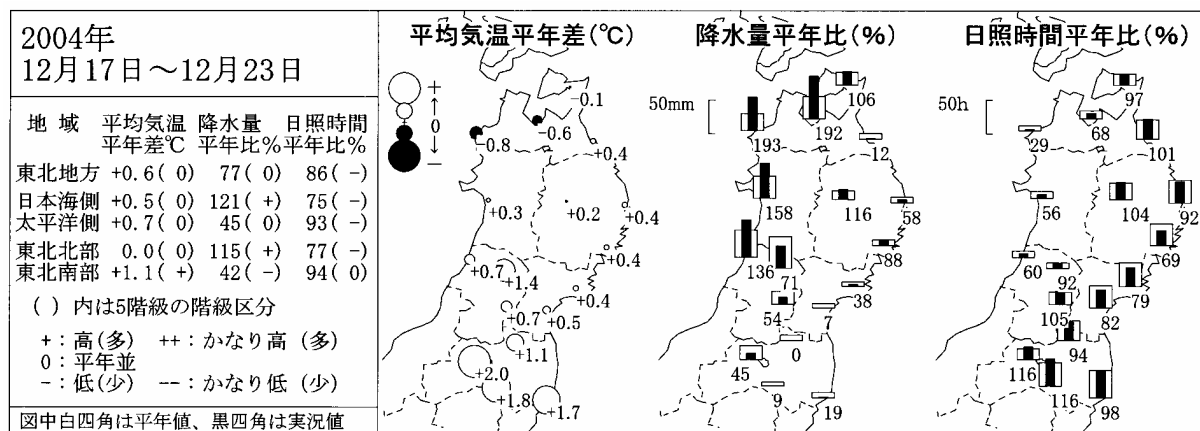 2004年
12月17日～12月23日
地 域 平均気温 降水量 日照時間
平年差℃ 平年比% 平年比%
東北地方 +0.6( 0) 77( 0) 86( -)
日本海側 +0.5( 0) 121( +) 75( -)
太平洋側 +0.7( 0) 45( 0) 93( -)
東北北部 0.0( 0) 115( +) 77( -)
東北南部 +1.1( +) 42( -) 94( 0)
( ) 内は5階級の階級区分
+：高(多) ++：かなり高 (多)
0：平年並
-：低(少) --：かなり低 (少)
図中白四角は平年値、黒四角は実況値
平均気温平年差(℃)
+
↑
0
↓
-
-0.1
-0.6
-0.8
+0.4
+0.3
+0.2
+0.4
+0.4
+0.7
+1.4
+0.4
+0.7
+0.5
+1.1
+2.0
+1.8
+1.7
降水量平年比(%)
50mm
106
193
192
12
158
116
58
88
136
71
38
54
7
0
45
9
19
日照時間平年比(%)
50h
97
68
29
101
56
104
92
69
60
92
79
105
82
94
116
116
98